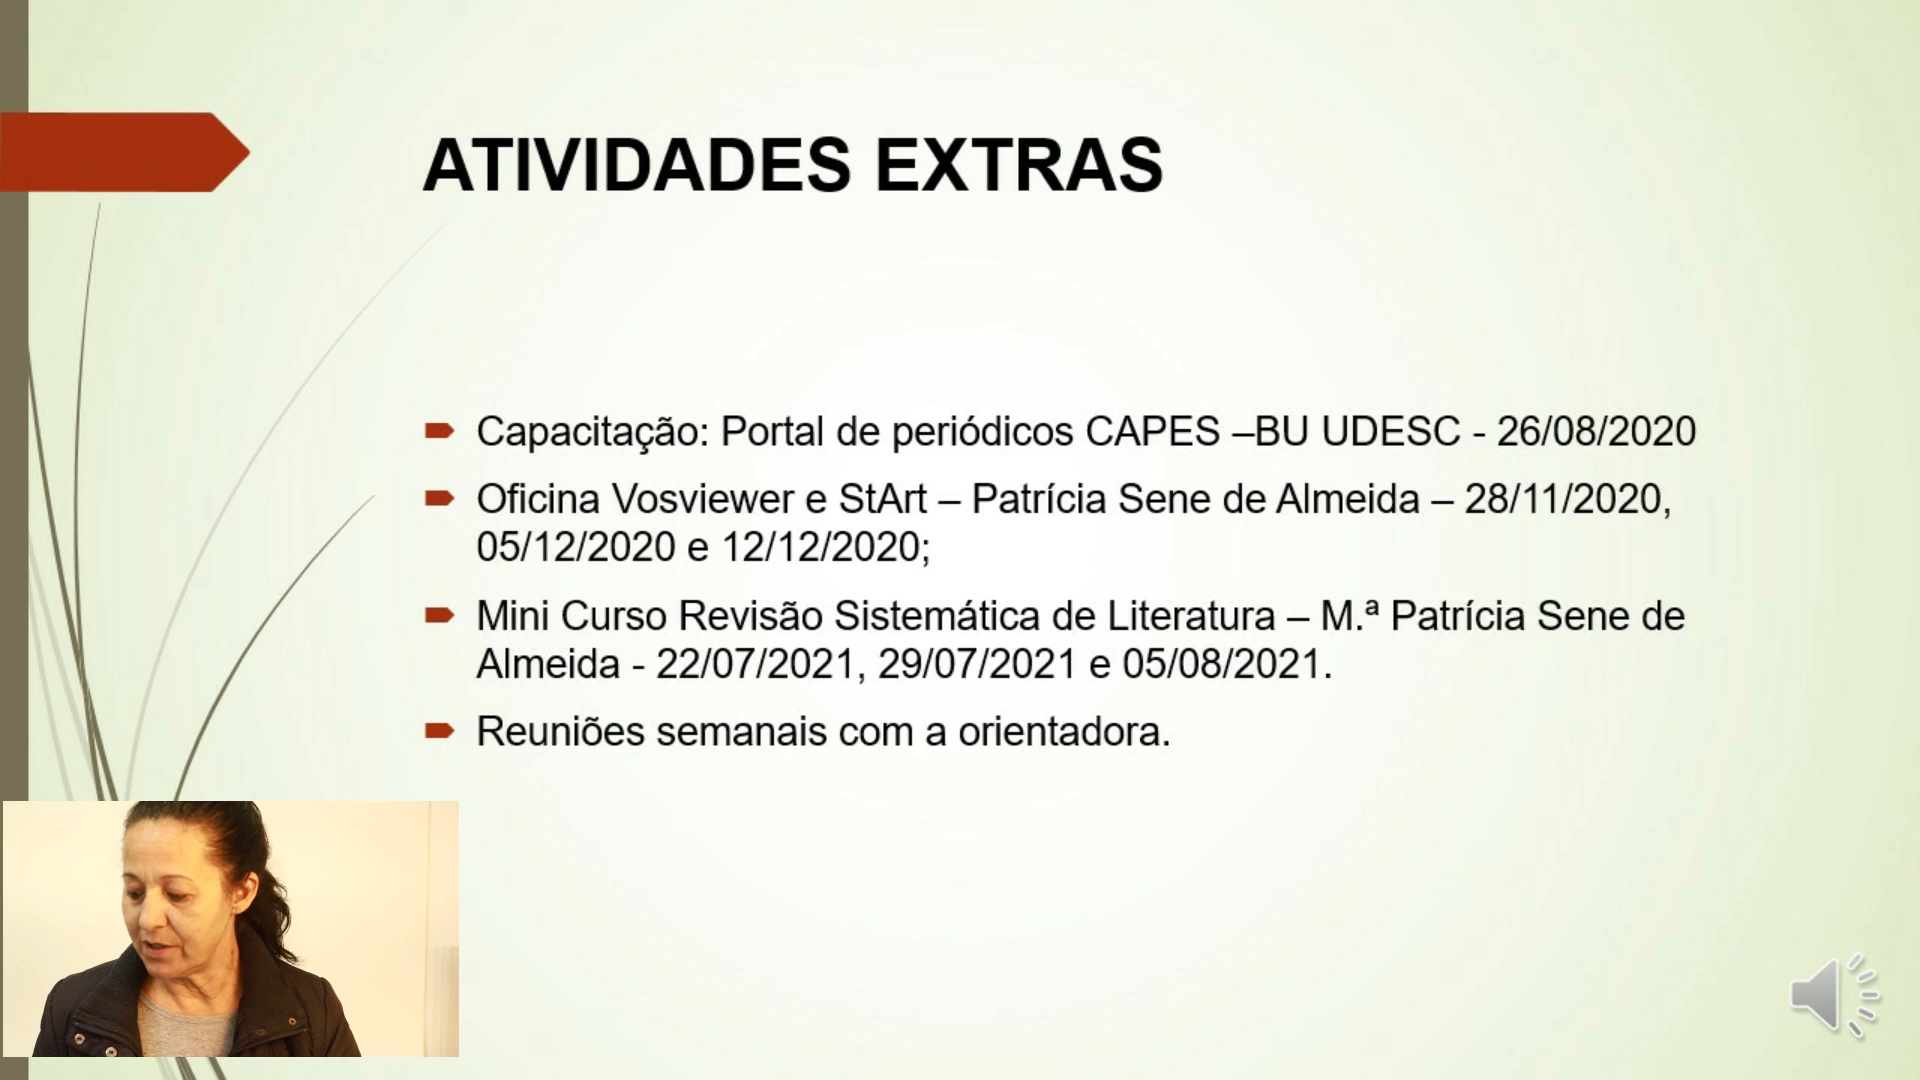 ATIVIDADES EXTRAS
Capacitação: Portal de periódicos CAPES –BU UDESC - 26/08/2020
Oficina Vosviewer e StArt – Patrícia Sene de Almeida – 28/11/2020,
05/12/2020 e 12/12/2020;
Mini Curso Revisão Sistemática de Literatura – M.ª Patrícia Sene de
Almeida - 22/07/2021, 29/07/2021 e 05/08/2021.
Reuniões semanais com a orientadora.